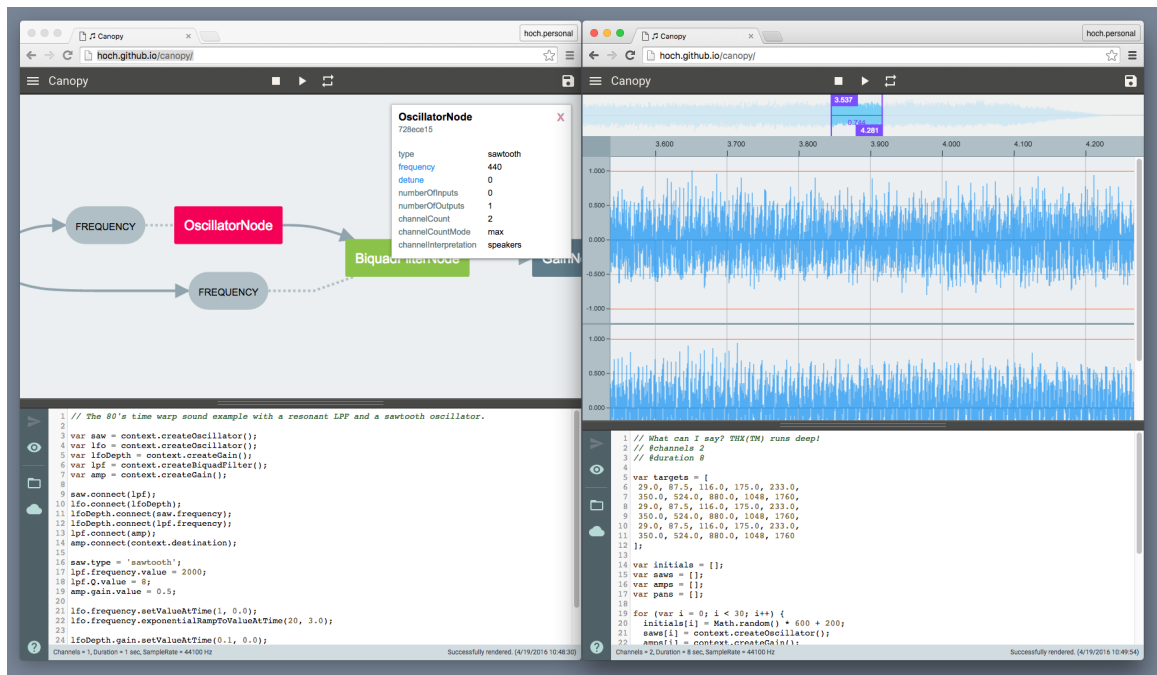 ♫ Canopy
hoch.personal
hoch.github.io/canopy/
Canopy
OscillatorNode
X
728ece15
type sawtooth
frequency 440
detune 0
numberOfInputs 0
numberOfOutputs 1
channelCount 2
channelCountMode max
channelInterpretation speakers
FREQUENCY
OscillatorNode
BiquadFilterNode
GainN
FREQUENCY
1 // The 80's time warp sound example with a resonant LPF and a sawtooth oscillator.
2
3 var saw = context.createOscillator();
4 var lfo = context.createOscillator();
5 var lfoDepth = context.createGain();
6 var lpf = context.createBiquadFilter();
7 var amp = context.createGain();
8
9 saw.connect(lpf);
10 lfo.connect(lfoDepth);
11 lfoDepth.connect(saw.frequency);
12 lfoDepth.connect(lpf.frequency);
13 lpf.connect(amp);
14 amp.connect(context.destination);
15
16 saw.type = 'sawtooth';
17 lpf.frequency.value = 2000;
18 lpf.Q.value = 8;
19 amp.gain.value = 0.5;
20
21 lfo.frequency.setValueAtTime(1, 0.0);
22 lfo.frequency.exponentialRampToValueAtTime(20, 3.0);
23
24 lfoDepth.gain.setValueAtTime(0.1, 0.0);
?
Channels = 1, Duration = 1 sec, SampleRate = 44100 Hz
Successfully rendered. (4/19/2016 10:48:30)
♫ Canopy
hoch.personal
hoch.github.io/canopy/
Canopy
3.537
0.744
4.281
3.600 3.700 3.800 3.900 4.000 4.100 4.200
1.000
0.500
0.000
-0.500
-1.000
1.000
0.500
0.000
1 // What can I say? THX(TM) runs deep!
2 // @channels 2
3 // @duration 8
4
5 var targets = [
6 29.0, 87.5, 116.0, 175.0, 233.0,
7 350.0, 524.0, 880.0, 1048, 1760,
8 29.0, 87.5, 116.0, 175.0, 233.0,
9 350.0, 524.0, 880.0, 1048, 1760,
10 29.0, 87.5, 116.0, 175.0, 233.0,
11 350.0, 524.0, 880.0, 1048, 1760
12 ];
13
14 var initials = [];
15 var saws = [];
16 var amps = [];
17 var pans = [];
18
19 for (var i = 0; i < 30; i++) {
20 initials[i] = Math.random() * 600 + 200;
21 saws[i] = context.createOscillator();
22 amps[i] = context.createGain();
?
Channels = 2, Duration = 8 sec, SampleRate = 44100 Hz
Successfully rendered. (4/19/2016 10:49:54)